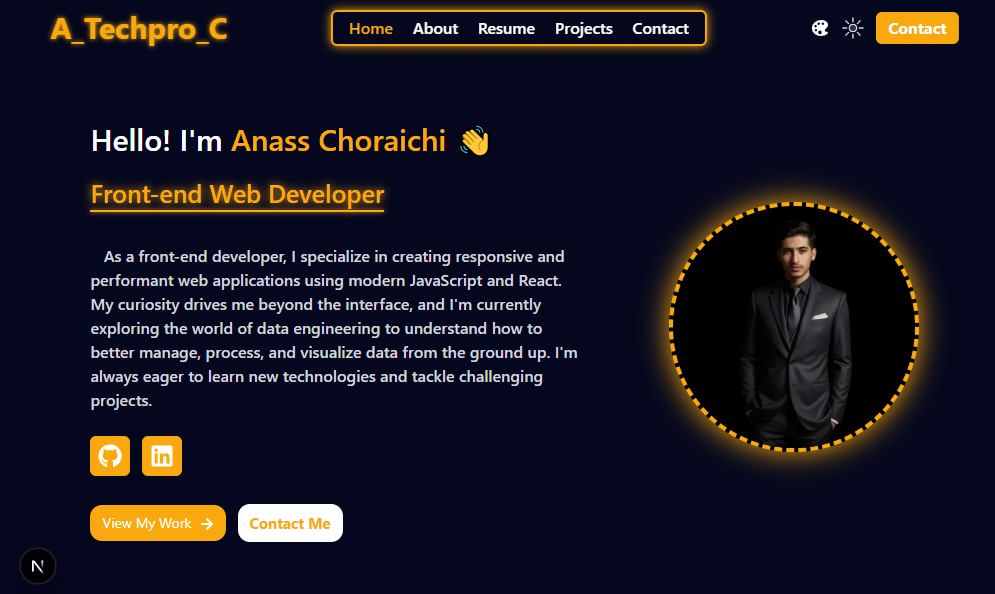 A_Techpro_C
Home About Resume Projects Contact
Contact
Hello! I'm Anass Choraichi 👋
Front-end Web Developer
As a front-end developer, I specialize in creating responsive and
performant web applications using modern JavaScript and React.
My curiosity drives me beyond the interface, and I'm currently
exploring the world of data engineering to understand how to
better manage, process, and visualize data from the ground up. I'm
always eager to learn new technologies and tackle challenging
projects.
in
View My Work →
Contact Me
N